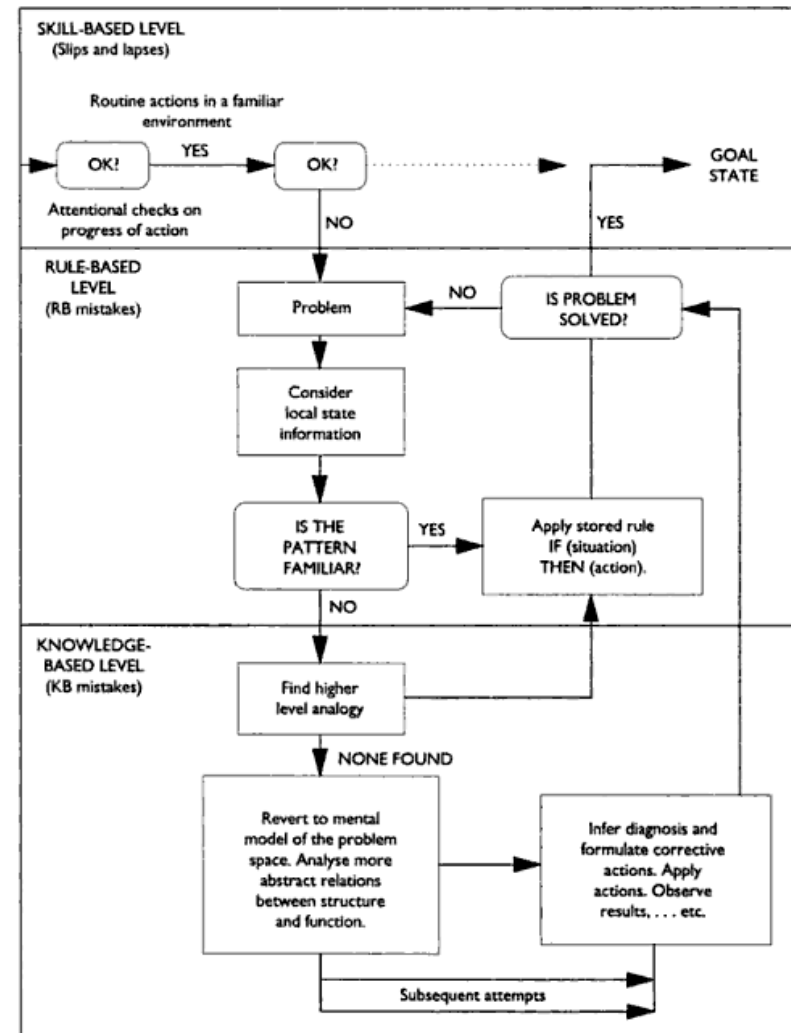 SKILL-BASED LEVEL
(Slips and lapses)
Routine actions in a familiar
environment
OK?
YES
OK?
GOAL
STATE
Attentional checks on
progress of action
NO
YES
RULE-BASED
LEVEL
(RB mistakes)
Problem
NO
IS PROBLEM
SOLVED?
Consider
local state
information
IS THE
PATTERN
FAMILIAR?
YES
Apply stored rule
IF (situation)
THEN (action).
NO
KNOWLEDGE-
BASED LEVEL
(KB mistakes)
Find higher
level analogy
NONE FOUND
Revert to mental
model of the problem
space. Analyse more
abstract relations
between structure
and function.
Infer diagnosis and
formulate corrective
actions. Apply
actions. Observe
results, . . . etc.
Subsequent attempts